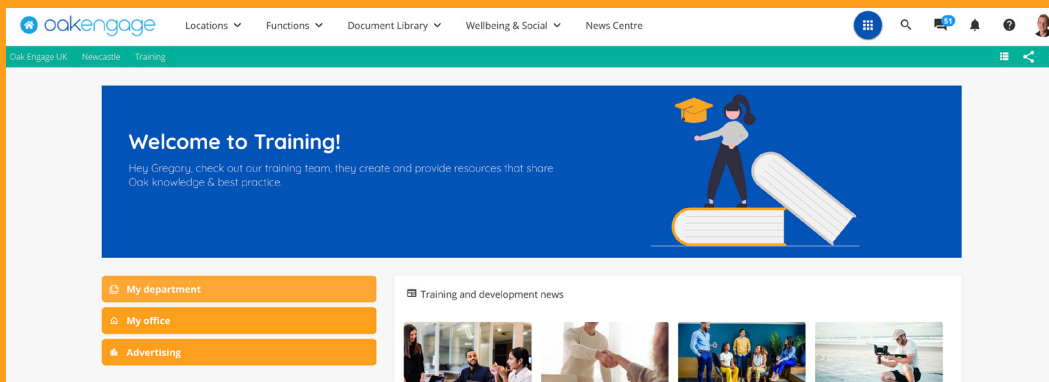 oakengage
Locations Functions Document Library Wellbeing & Social News Centre
51
Oak Engage UK Newcastle Training
Welcome to Training!
Hey Gregory, check out our training team, they create and provide resources that share
Oak knowledge & best practice.
My department
My office
Advertising
Training and development news